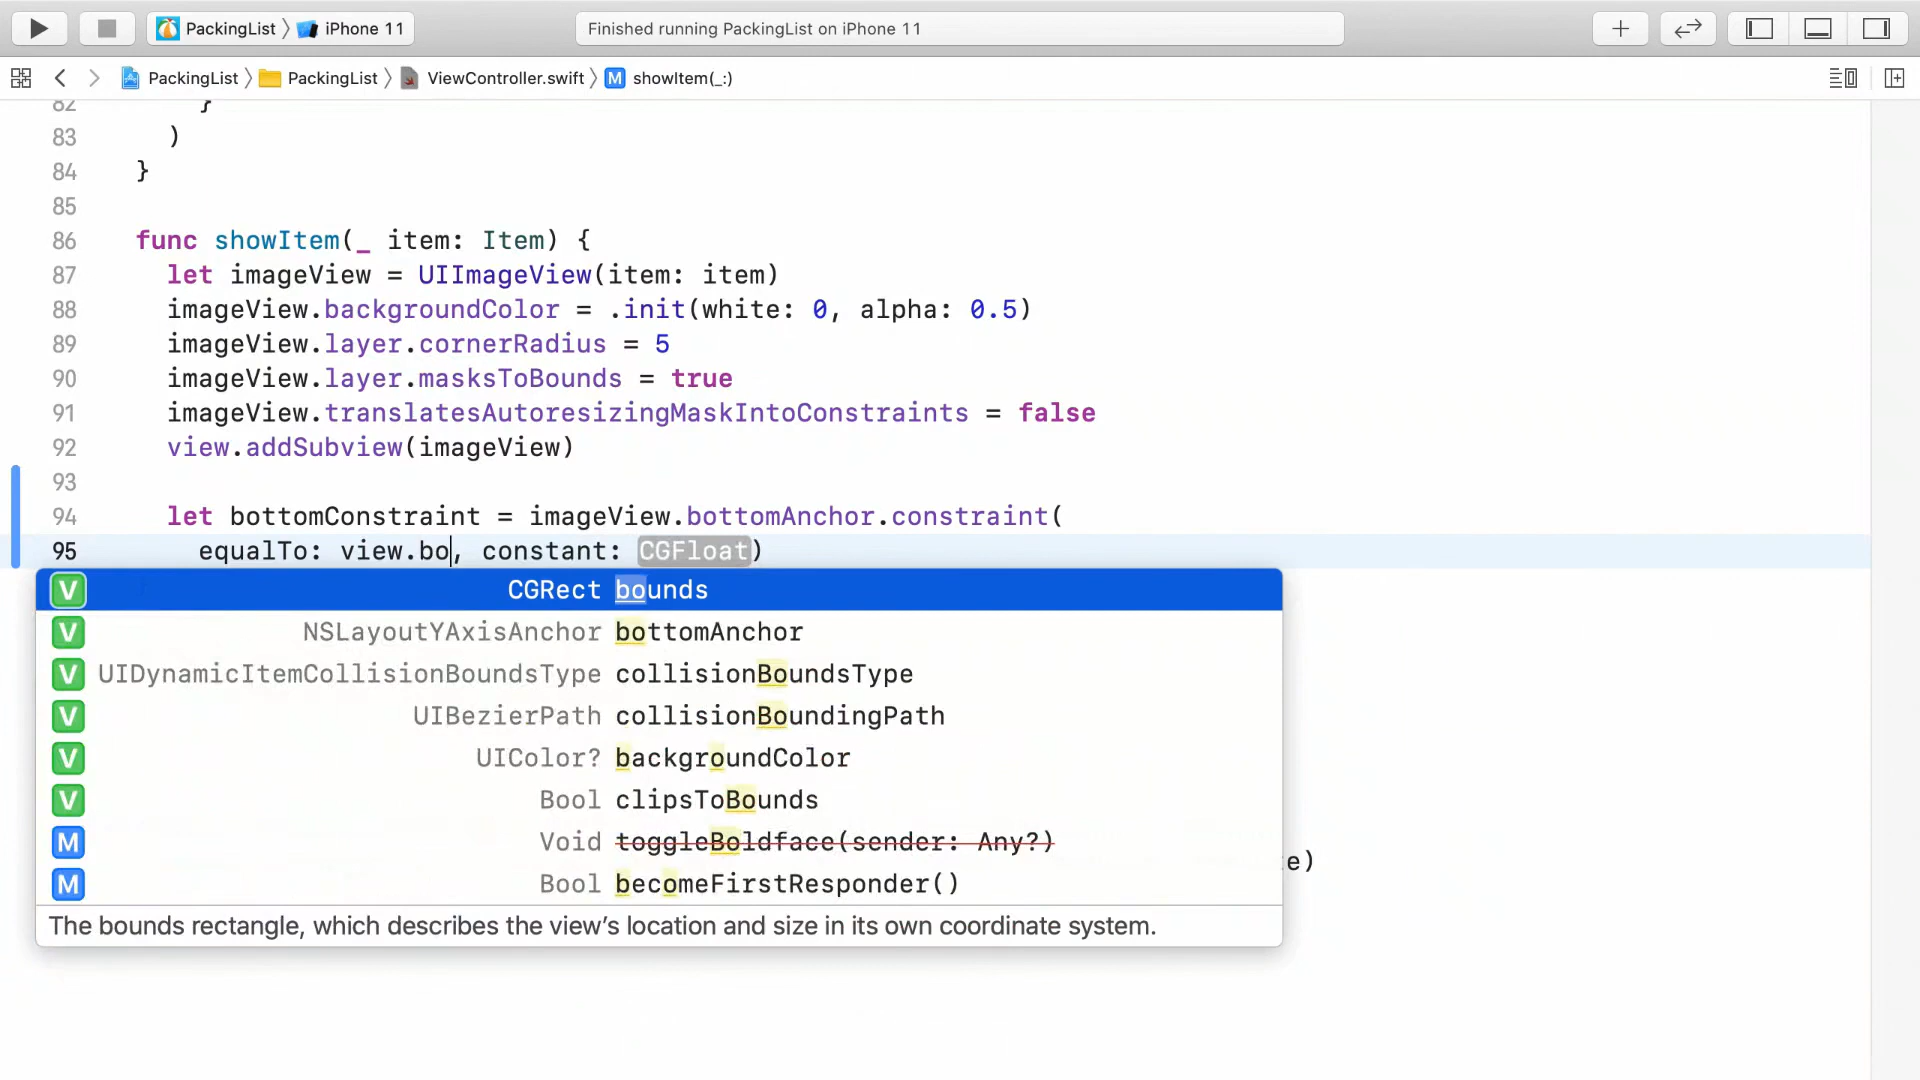 PackingList 〉 iPhone 11
Finished running PackingList on iPhone 11
PackingList 〉 PackingList 〉 ViewController.swift 〉 M showItem(_:)
82 }
83 )
84 }
85
86 func showItem(_ item: Item) {
87 let imageView = UIImageView(item: item)
88 imageView.backgroundColor = .init(white: 0, alpha: 0.5)
89 imageView.layer.cornerRadius = 5
90 imageView.layer.masksToBounds = true
91 imageView.translatesAutoresizingMaskIntoConstraints = false
92 view.addSubview(imageView)
93
94 let bottomConstraint = imageView.bottomAnchor.constraint(
95 equalTo: view.bo, constant: CGFloat)
V CGRect bounds
V NSLayoutYAxisAnchor bottomAnchor
V UIDynamicItemCollisionBoundsType collisionBoundsType
V UIBezierPath collisionBoundingPath
V UIColor? backgroundColor
V Bool clipsToBounds
M Void toggleBoldface(sender: Any?)
e)
M Bool becomeFirstResponder()
The bounds rectangle, which describes the view’s location and size in its own coordinate system.